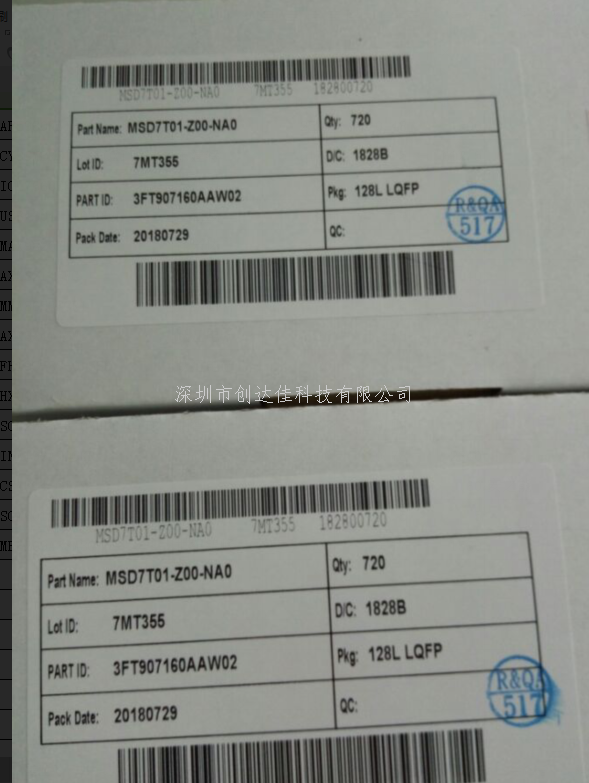 MSD7T01-Z00-NA0 7MT355 182800720
Part Name: MSD7T01-Z00-NA0 Qty: 720
Lot ID: 7MT355 D/C: 1828B
PART ID: 3FT907160AAW02 Pkg: 128L LQFP
Pack Date: 20180729 QC:
R&QA
517
深圳市创达佳科技有限公司
MSD7T01-Z00-NA0 7MT355 182800720
Part Name: MSD7T01-Z00-NA0 Qty: 720
Lot ID: 7MT355 D/C: 1828B
PART ID: 3FT907160AAW02 Pkg: 128L LQFP
Pack Date: 20180729 QC:
R&QA
517